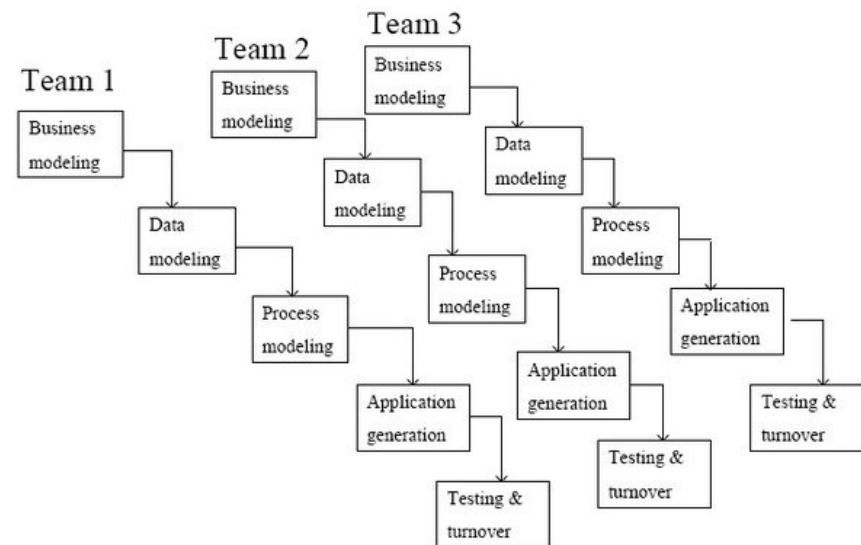 Team 1
Business
modeling
Data
modeling
Process
modeling
Application
generation
Testing &
turnover
Team 2
Business
modeling
Data
modeling
Process
modeling
Application
generation
Testing &
turnover
Team 3
Business
modeling
Data
modeling
Process
modeling
Application
generation
Testing &
turnover